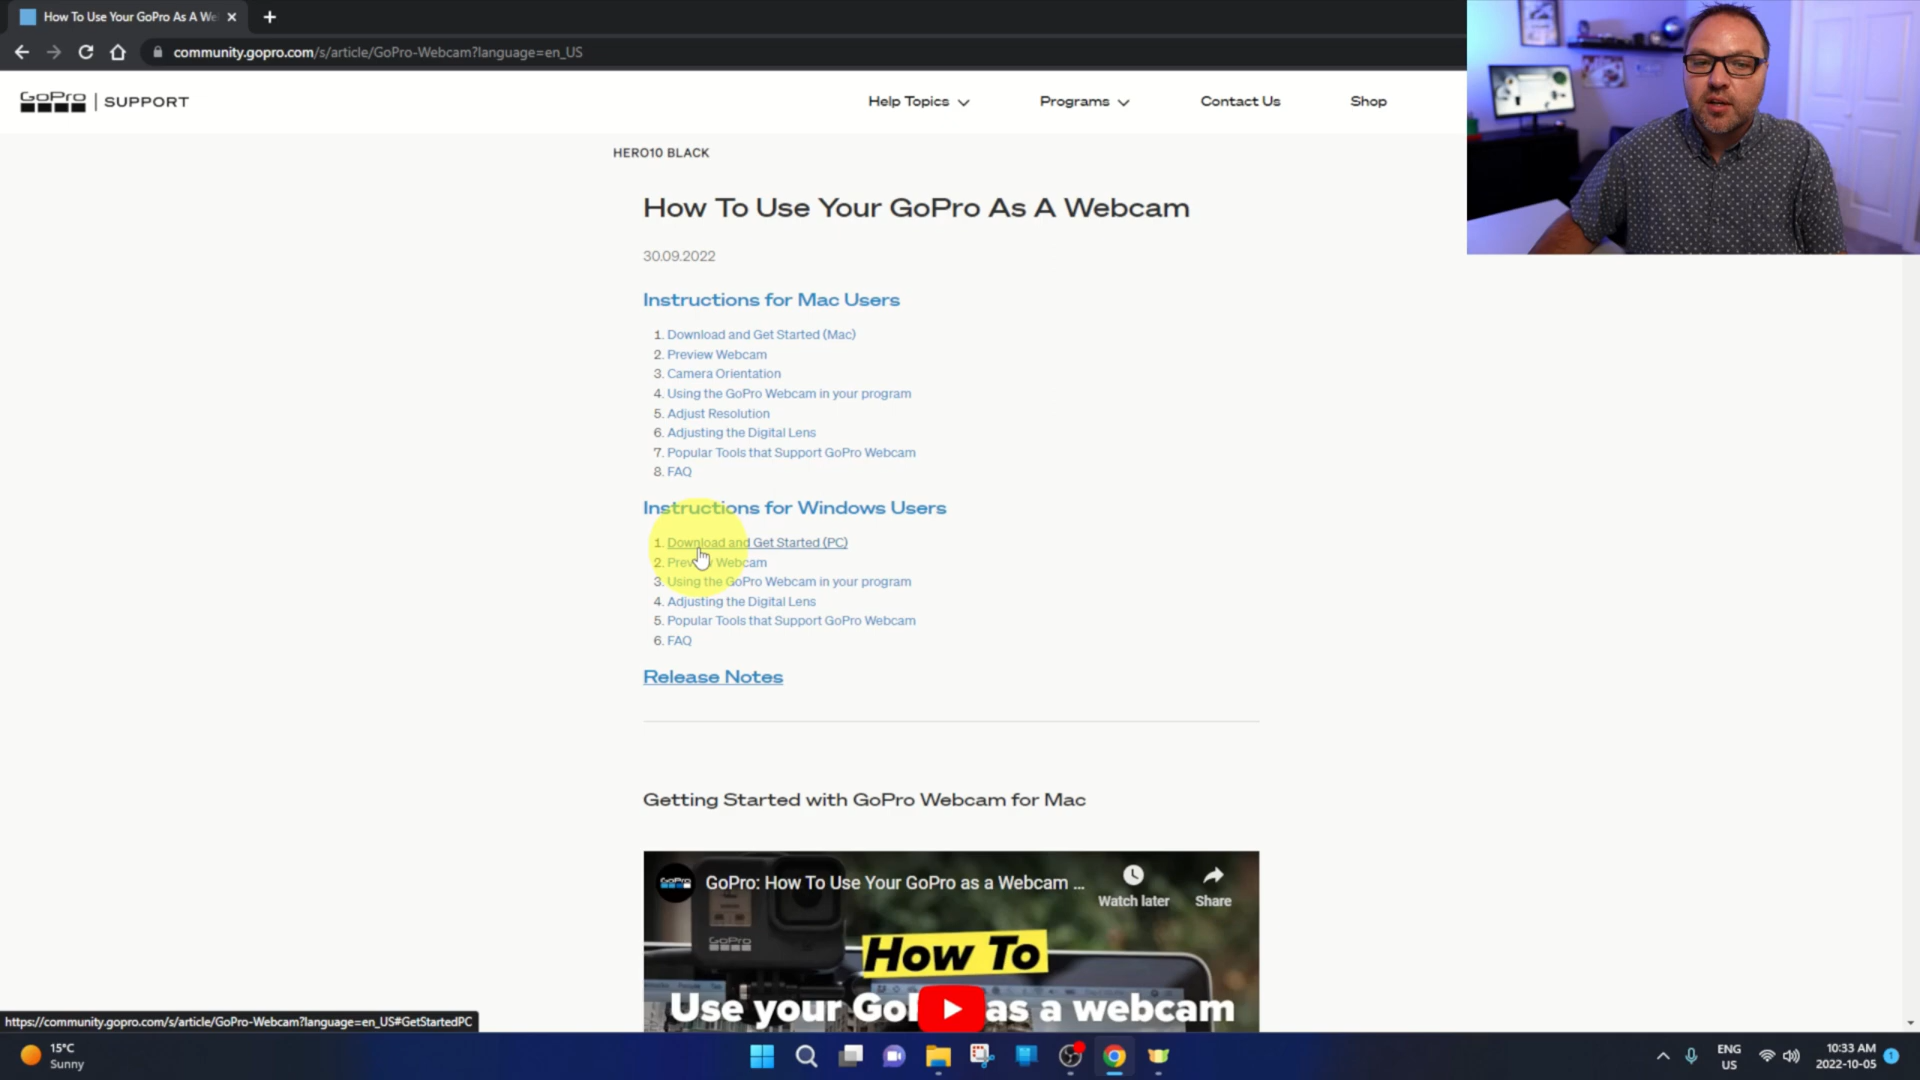 How To Use Your GoPro As A We
community.gopro.com/s/article/GoPro-Webcam?language=en_US
GoPro | SUPPORT
Help Topics
Programs
Contact Us
Shop
HERO10 BLACK
How To Use Your GoPro As A Webcam
30.09.2022
Instructions for Mac Users
1. Download and Get Started (Mac)
2. Preview Webcam
3. Camera Orientation
4. Using the GoPro Webcam in your program
5. Adjust Resolution
6. Adjusting the Digital Lens
7. Popular Tools that Support GoPro Webcam
8. FAQ
Instructions for Windows Users
1. Download and Get Started (PC)
2. Preview Webcam
3. Using the GoPro Webcam in your program
4. Adjusting the Digital Lens
5. Popular Tools that Support GoPro Webcam
6. FAQ
Release Notes
Getting Started with GoPro Webcam for Mac
GoPro
GoPro: How To Use Your GoPro as a Webcam ...
Watch later
Share
GoPro
How To
Use your GoP as a webcam
https://community.gopro.com/s/article/GoPro-Webcam?language=en_US#GetStartedPC
15°C
Sunny
ENG
US
10:33 AM
2022-10-05
1